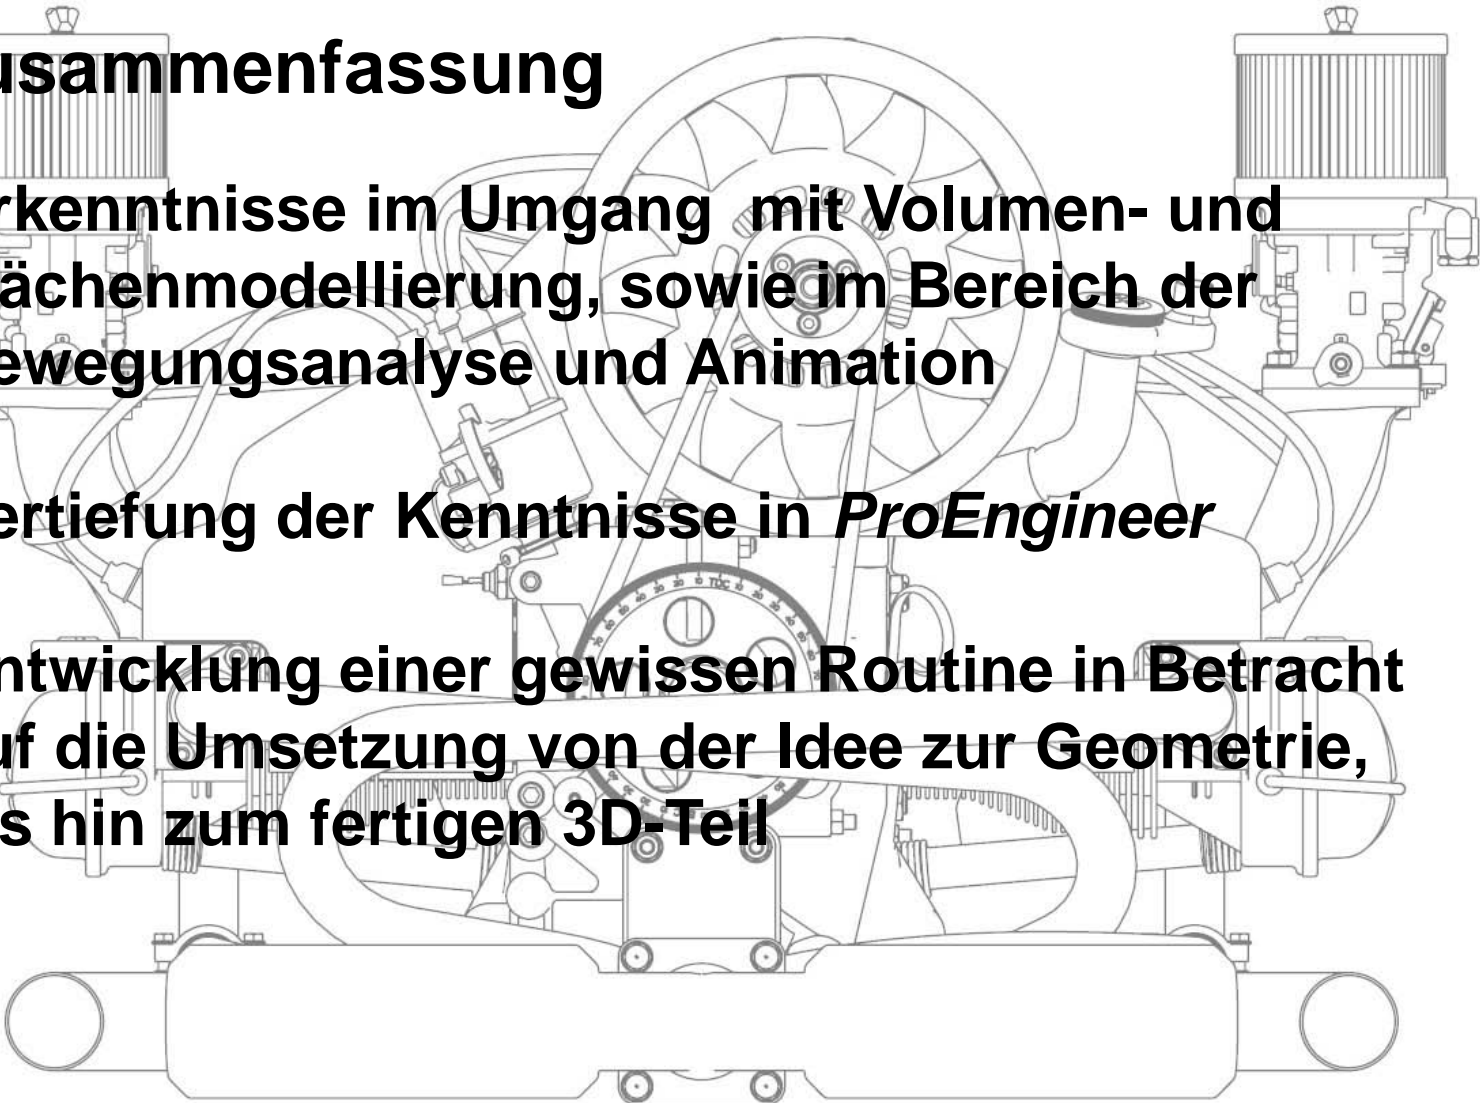 usammenfassung
rkenntnisse im Umgang mit Volumen- und
ächenmodellierung, sowie im Bereich der
ewegungsanalyse und Animation
ertiefung der Kenntnisse in ProEngineer
ntwicklung einer gewissen Routine in Betracht
uf die Umsetzung von der Idee zur Geometrie,
s hin zum fertigen 3D-Teil
TDC